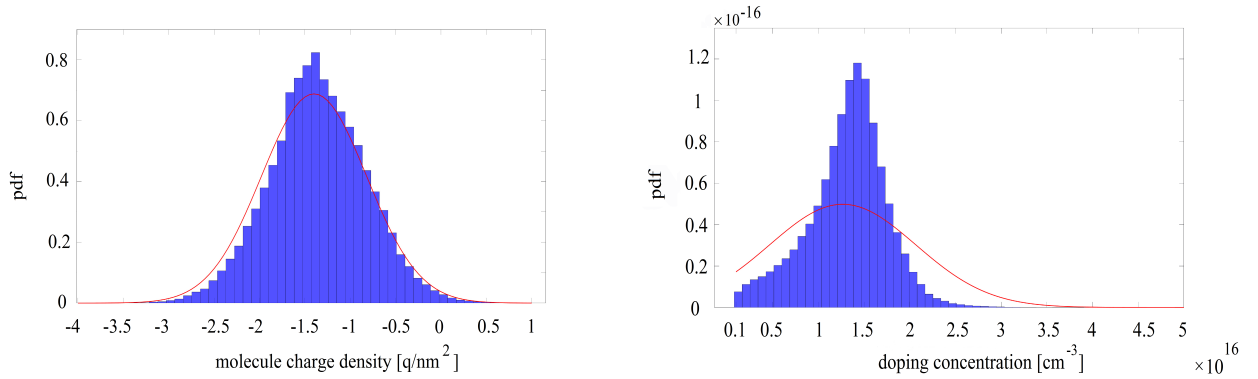 0.8
0.6
pdf
0.4
0.2
0
-4 -3.5 -3 -2.5 -2 -1.5 -1 -0.5 0 0.5 1
molecule charge density [q/nm²]
×10⁻¹⁶
1.2
1
0.8
pdf
0.6
0.4
0.2
0
0.1 0.5 1 1.5 2 2.5 3 3.5 4 4.5 5
doping concentration [cm⁻³]
×10¹⁶